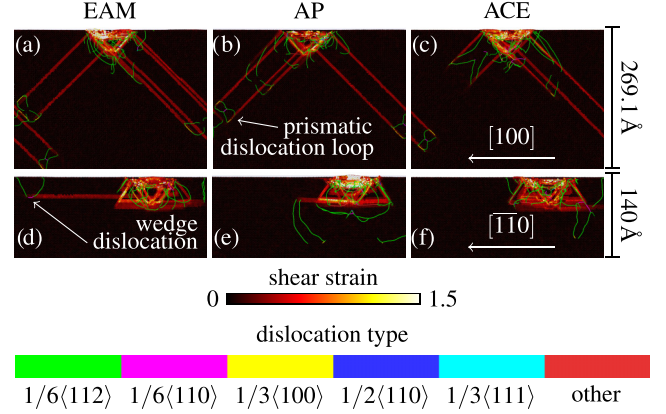 EAM AP ACE
(a) (b) (c)
prismatic
dislocation loop
[100]
269.1 Å
(d) (e) (f)
wedge
dislocation
[1̅1̅0]
140 Å
shear strain
0 1.5
dislocation type
1/6⟨112⟩ 1/6⟨110⟩ 1/3⟨100⟩ 1/2⟨110⟩ 1/3⟨111⟩ other